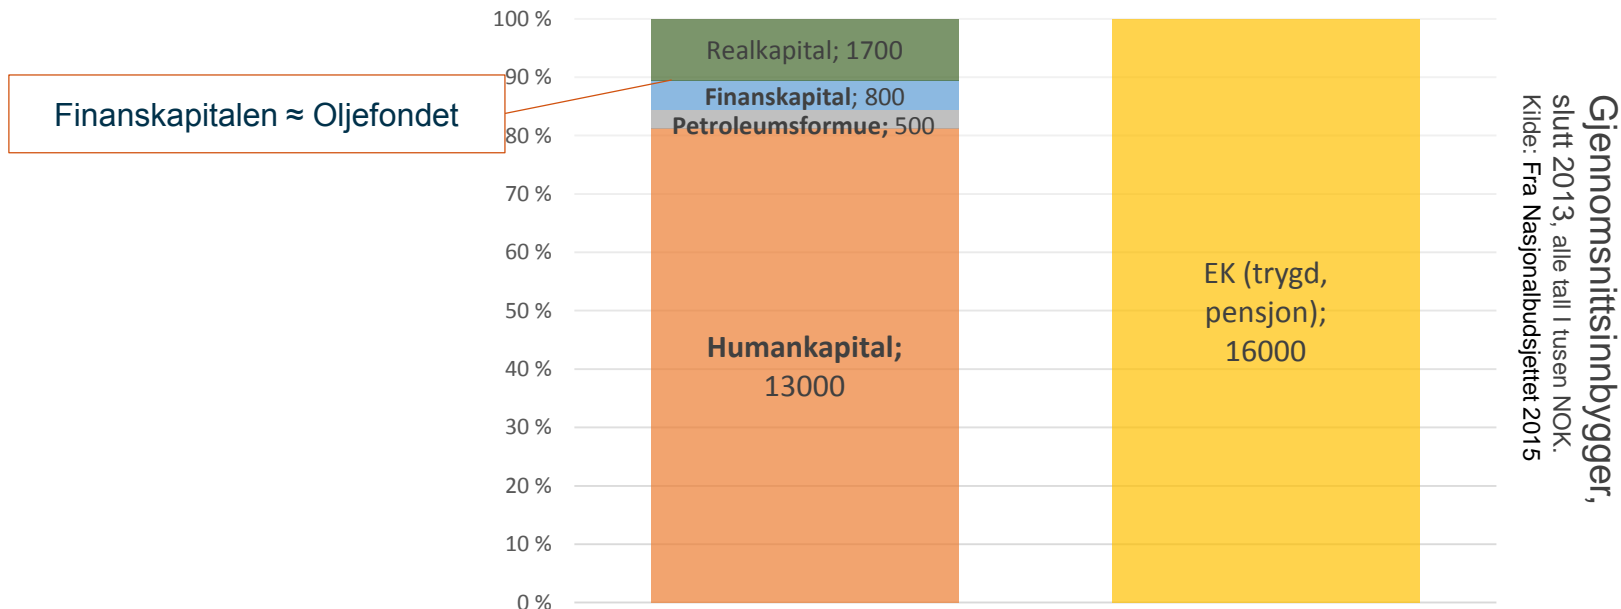 100 %
90 %
80 %
70 %
60 %
50 %
40 %
30 %
20 %
10 %
0 %
Finanskapitalen ≈ Oljefondet
Realkapital; 1700
Finanskapital; 800
Petroleumsformue; 500
Humankapital;
13000
EK (trygd,
pensjon);
16000
Gjennomsnittsinnbygger,
slutt 2013, alle tall I tusen NOK.
Kilde: Fra Nasjonalbudsjettet 2015